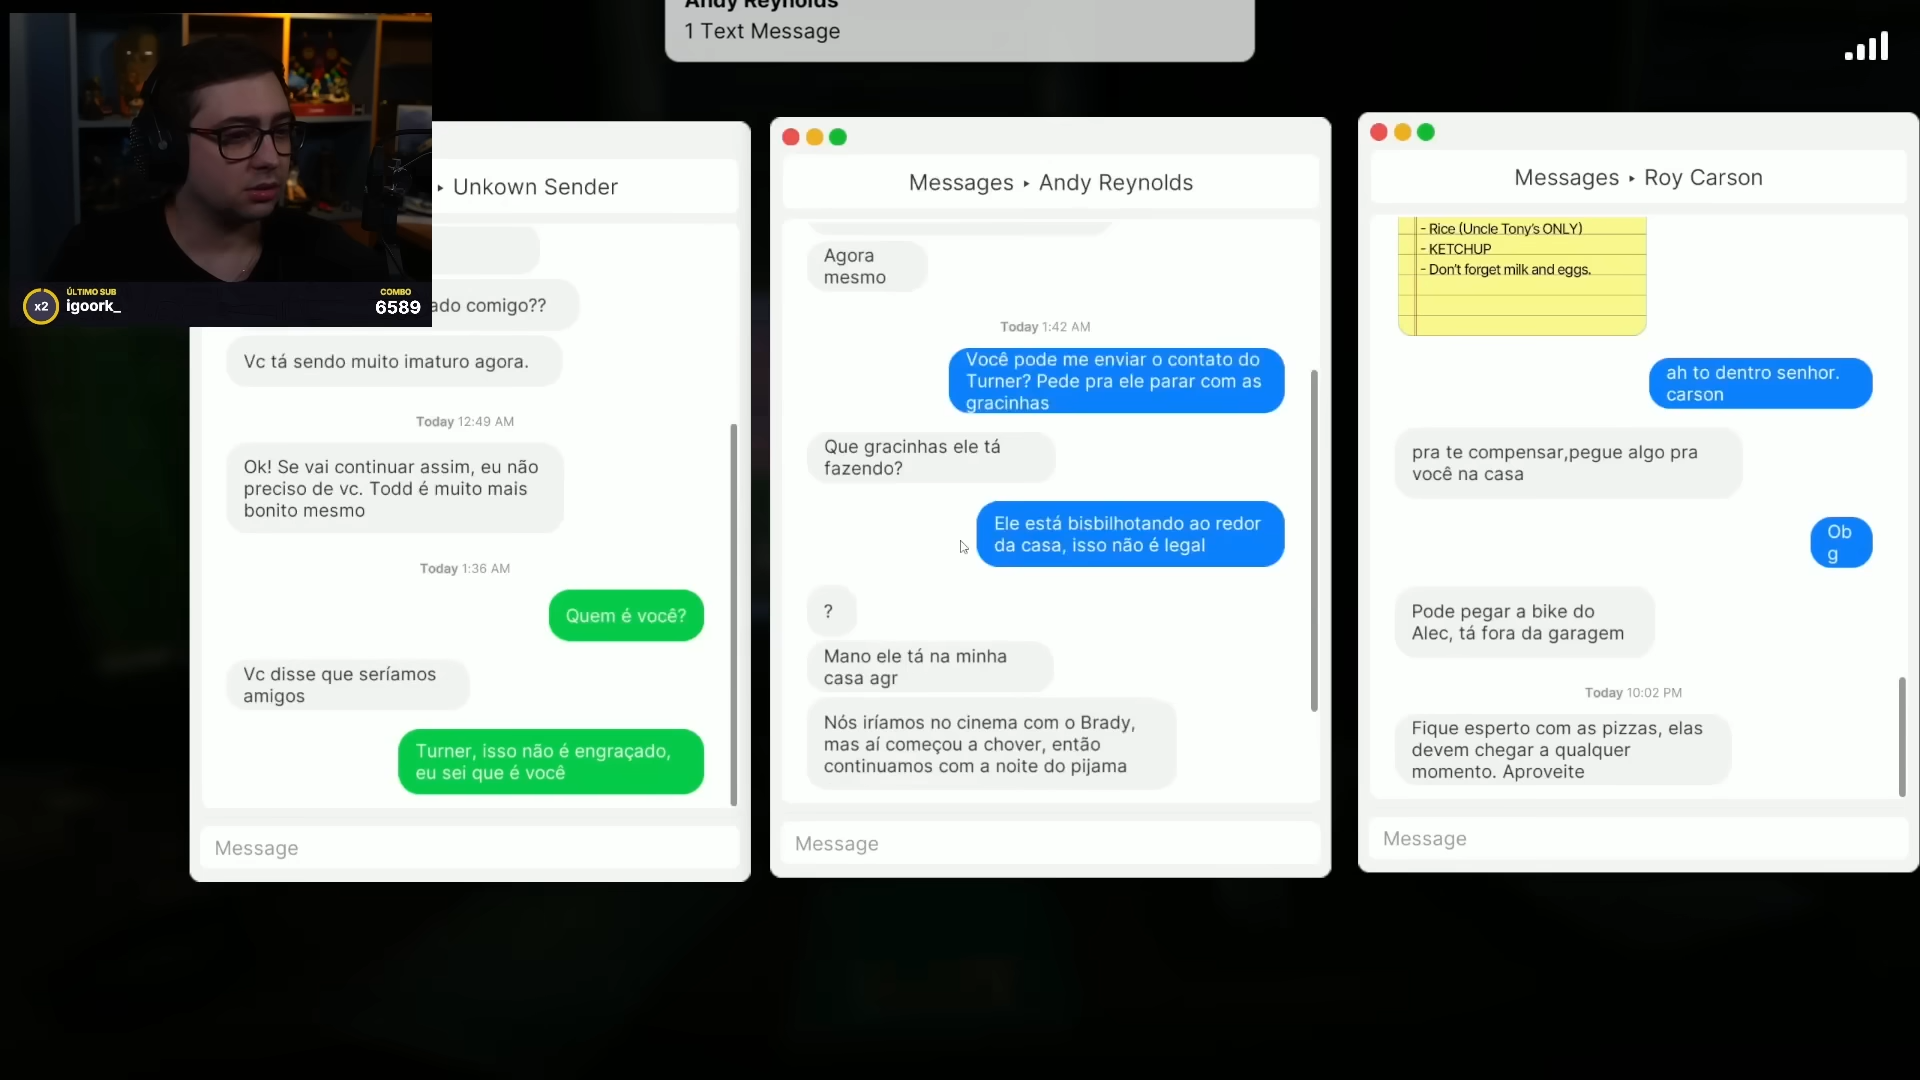 Andy Reynolds
1 Text Message
x2
ÚLTIMO SUB
igoork_
COMBO
6589
‣ Unkown Sender
ado comigo??
Vc tá sendo muito imaturo agora.
Today 12:49 AM
Ok! Se vai continuar assim, eu não
preciso de vc. Todd é muito mais
bonito mesmo
Today 1:36 AM
Quem é você?
Vc disse que seríamos
amigos
Turner, isso não é engraçado,
eu sei que é você
Message
Messages ‣ Andy Reynolds
Agora
mesmo
Today 1:42 AM
Você pode me enviar o contato do
Turner? Pede pra ele parar com as
gracinhas
Que gracinhas ele tá
fazendo?
Ele está bisbilhotando ao redor
da casa, isso não é legal
?
Mano ele tá na minha
casa agr
Nós iríamos no cinema com o Brady,
mas aí começou a chover, então
continuamos com a noite do pijama
Message
Messages ‣ Roy Carson
- Rice (Uncle Tony's ONLY)
- KETCHUP
- Don't forget milk and eggs.
ah to dentro senhor.
carson
pra te compensar,pegue algo pra
você na casa
Ob
g
Pode pegar a bike do
Alec, tá fora da garagem
Today 10:02 PM
Fique esperto com as pizzas, elas
devem chegar a qualquer
momento. Aproveite
Message